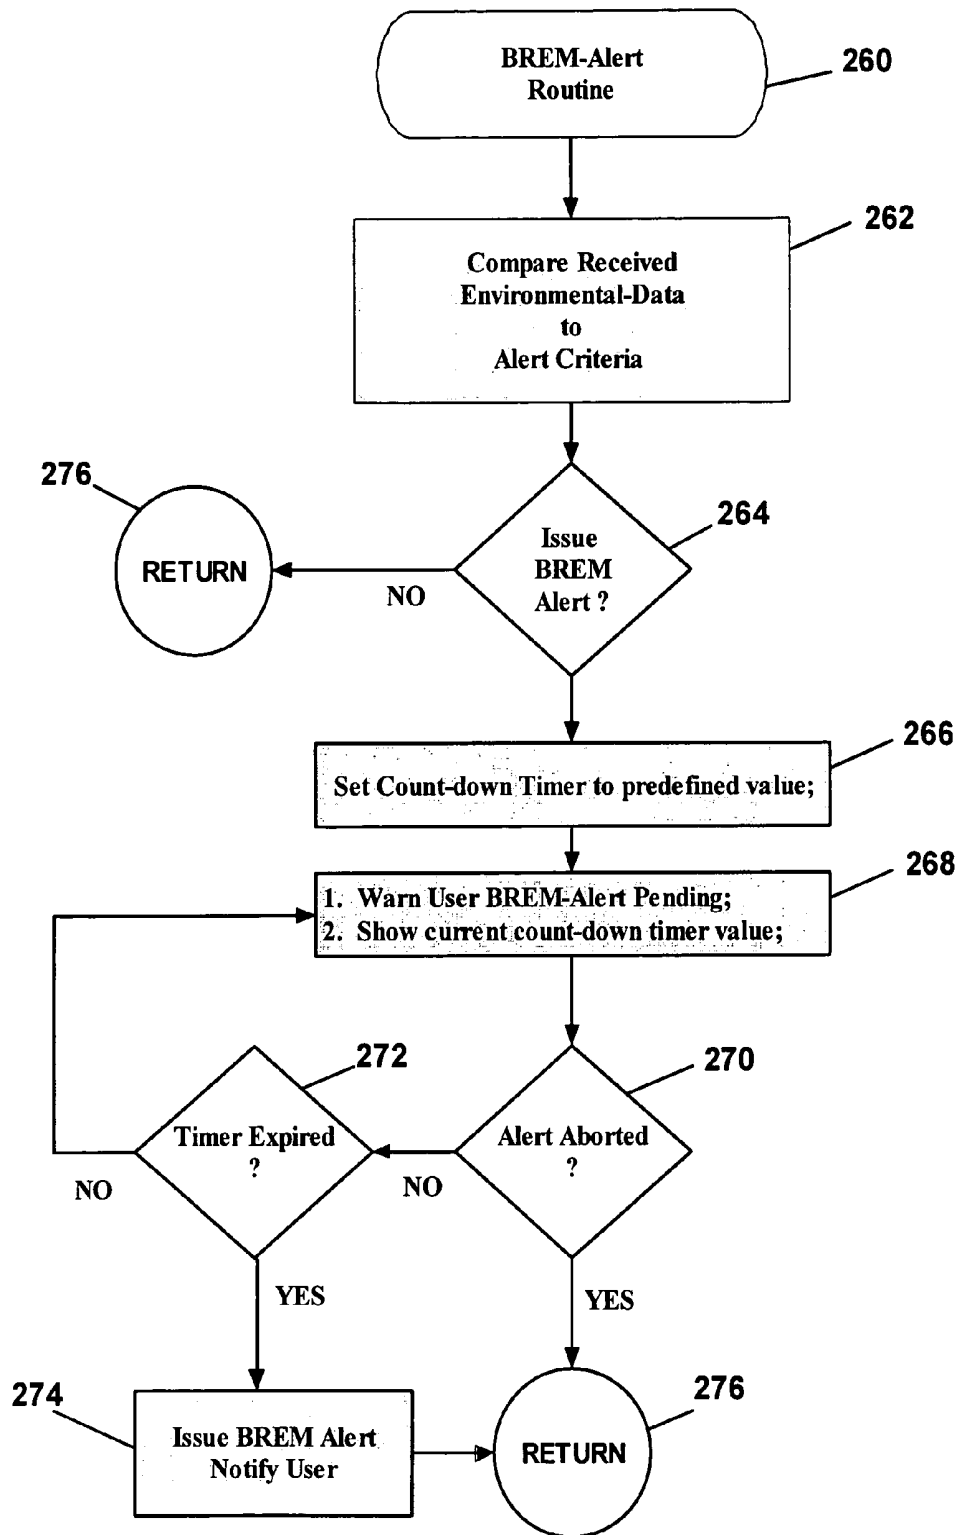 BREM-Alert
Routine
260
262
Compare Received
Environmental-Data
to
Alert Criteria
276
RETURN
264
Issue
BREM
Alert ?
NO
266
Set Count-down Timer to predefined value;
268
1. Warn User BREM-Alert Pending;
2. Show current count-down timer value;
272
270
Timer Expired
?
Alert Aborted
?
NO
NO
YES
YES
274
276
Issue BREM Alert
Notify User
RETURN